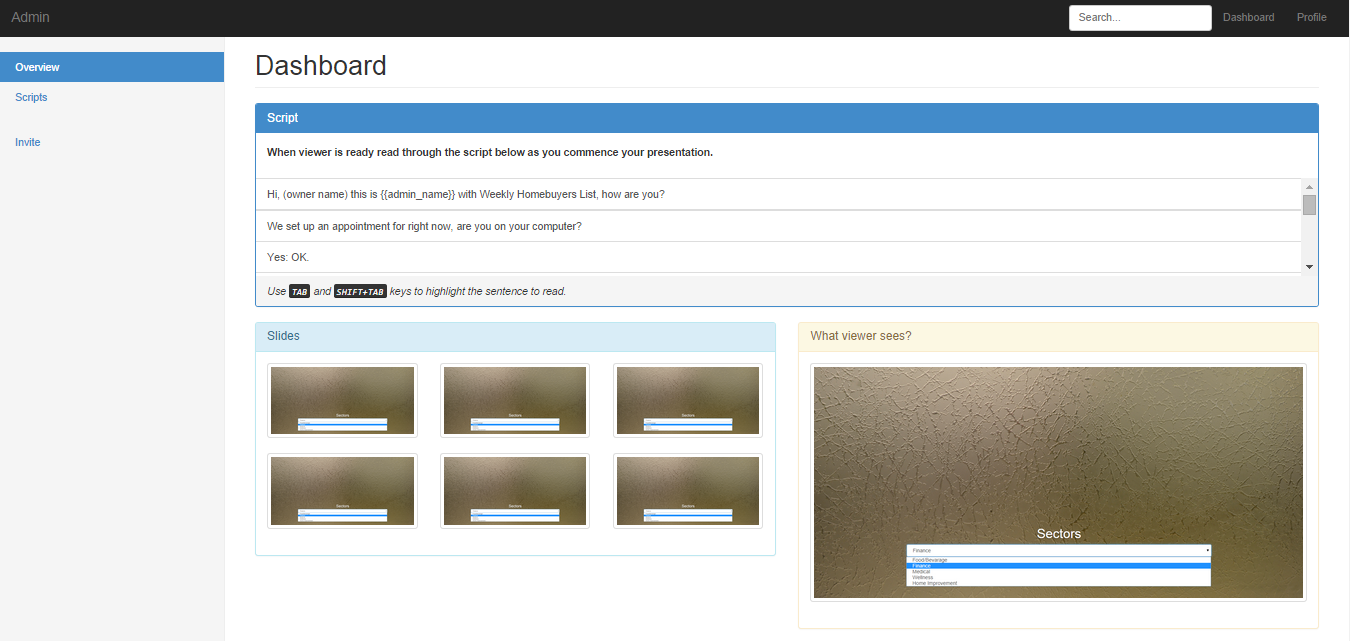 Admin
Search...
Dashboard
Profile
Overview
Scripts
Invite
Dashboard
Script
When viewer is ready read through the script below as you commence your presentation.
Hi, (owner name) this is {{admin_name}} with Weekly Homebuyers List, how are you?
We set up an appointment for right now, are you on your computer?
Yes: OK.
Use TAB and SHIFT+TAB keys to highlight the sentence to read.
Slides
Sectors
Sectors
Sectors
Sectors
Sectors
Sectors
What viewer sees?
Sectors
Finance
Food/Bevarage
Finance
Medical
Wellness
Home Improvement